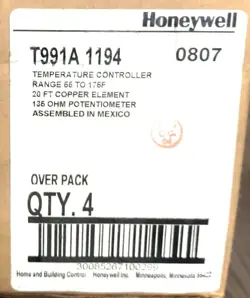 Honeywell
T991A 1194 0807
TEMPERATURE CONTROLLER
RANGE 55 TO 175F
20 FT COPPER ELEMENT
135 OHM POTENTIOMETER
ASSEMBLED IN MEXICO
OVER PACK
QTY. 4
30085267100299
Home and Building Control Honeywell Inc. Minneapolis, Minnesota